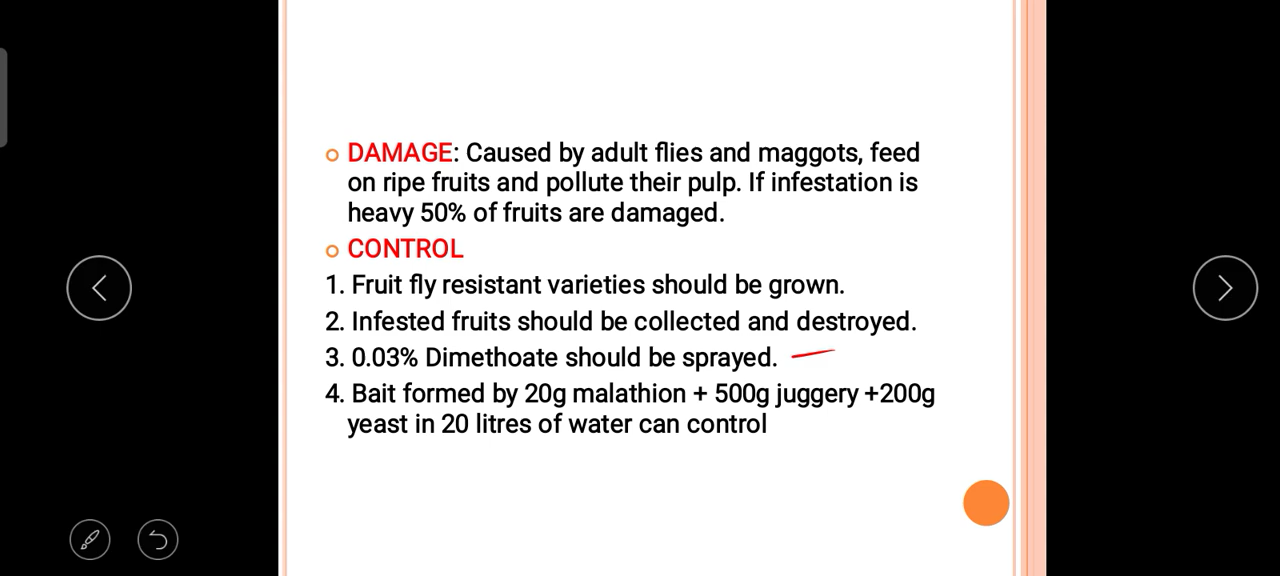 DAMAGE: Caused by adult flies and maggots, feed
on ripe fruits and pollute their pulp. If infestation is
heavy 50% of fruits are damaged.
CONTROL
1. Fruit fly resistant varieties should be grown.
2. Infested fruits should be collected and destroyed.
3. 0.03% Dimethoate should be sprayed.
4. Bait formed by 20g malathion + 500g juggery +200g
yeast in 20 litres of water can control